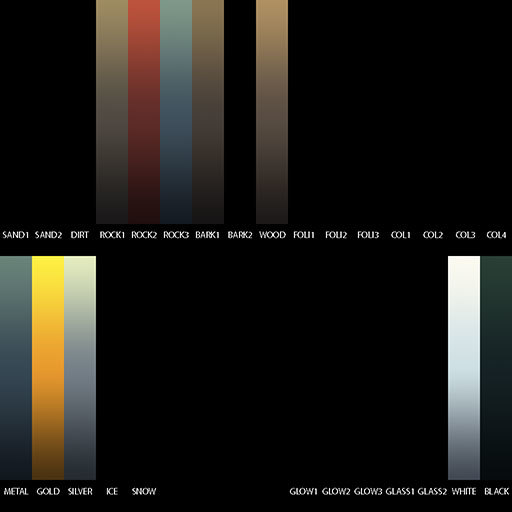 SAND1 SAND2 DIRT ROCK1 ROCK2 ROCK3 BARK1 BARK2 WOOD FOLI1 FOLI2 FOLI3 COL1 COL2 COL3 COL4
METAL GOLD SILVER ICE SNOW GLOW1 GLOW2 GLOW3 GLASS1 GLASS2 WHITE BLACK